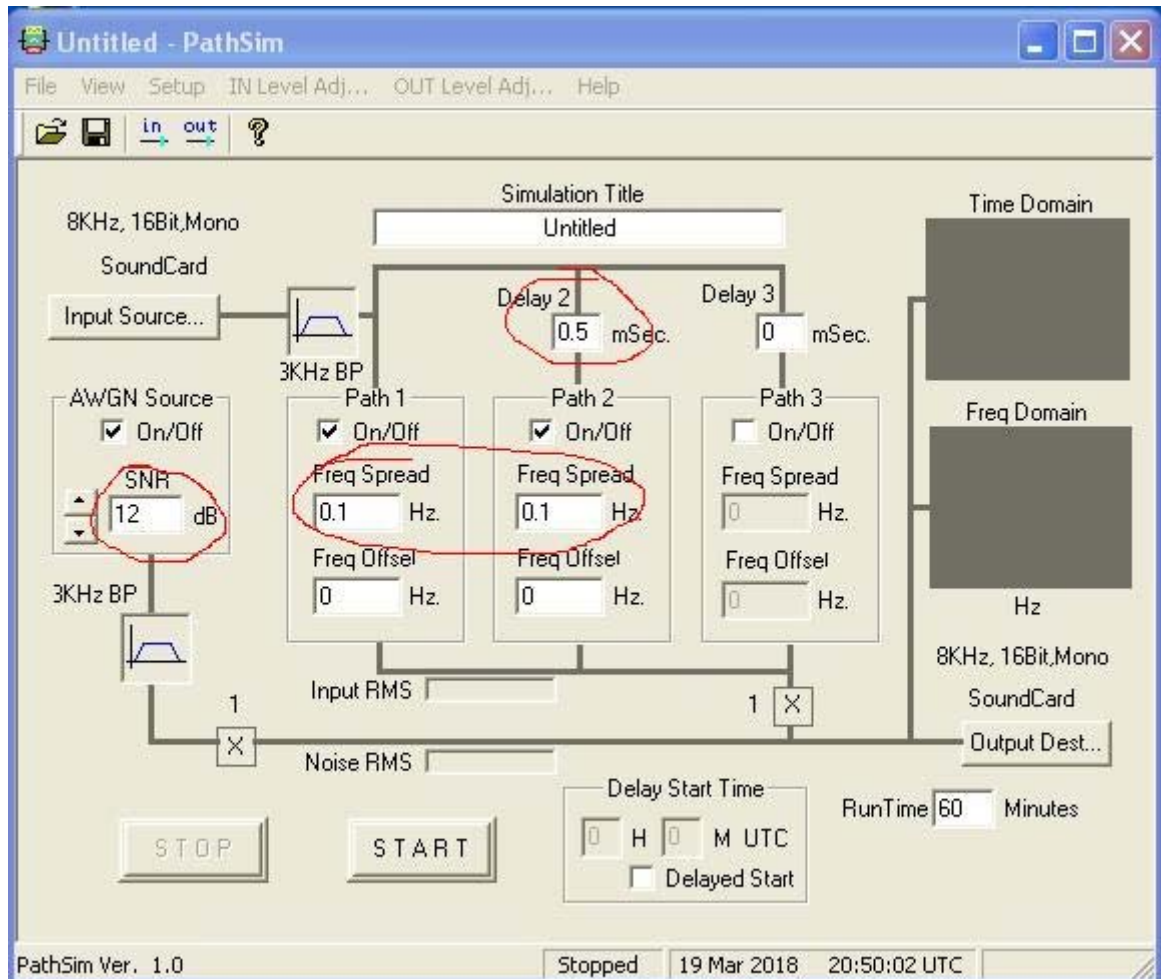 Untitled - PathSim
File View Setup IN Level Adj... OUT Level Adj... Help
in out ?
Simulation Title
Untitled
8KHz, 16Bit,Mono
SoundCard
Input Source...
3KHz BP
Delay 2
0.5 mSec.
Delay 3
0 mSec.
Time Domain
AWGN Source
On/Off
SNR
12 dB
3KHz BP
Path 1
On/Off
Freq Spread
0.1 Hz.
Freq Offset
0 Hz.
Path 2
On/Off
Freq Spread
0.1 Hz.
Freq Offset
0 Hz.
Path 3
On/Off
Freq Spread
0 Hz.
Freq Offset
0 Hz.
Freq Domain
Hz
8KHz, 16Bit,Mono
SoundCard
Output Dest...
Input RMS
1 X
1 X
Noise RMS
Delay Start Time
0 H 0 M UTC
Delayed Start
RunTime 60 Minutes
STOP
START
PathSim Ver. 1.0 Stopped 19 Mar 2018 20:50:02 UTC